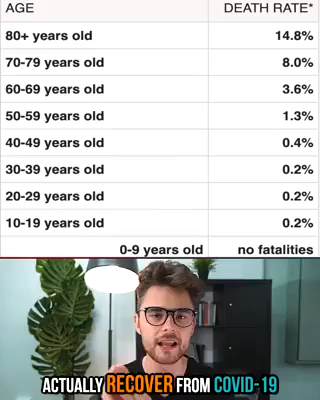 AGE DEATH RATE*
80+ years old 14.8%
70-79 years old 8.0%
60-69 years old 3.6%
50-59 years old 1.3%
40-49 years old 0.4%
30-39 years old 0.2%
20-29 years old 0.2%
10-19 years old 0.2%
0-9 years old no fatalities
ACTUALLY RECOVER FROM COVID-19